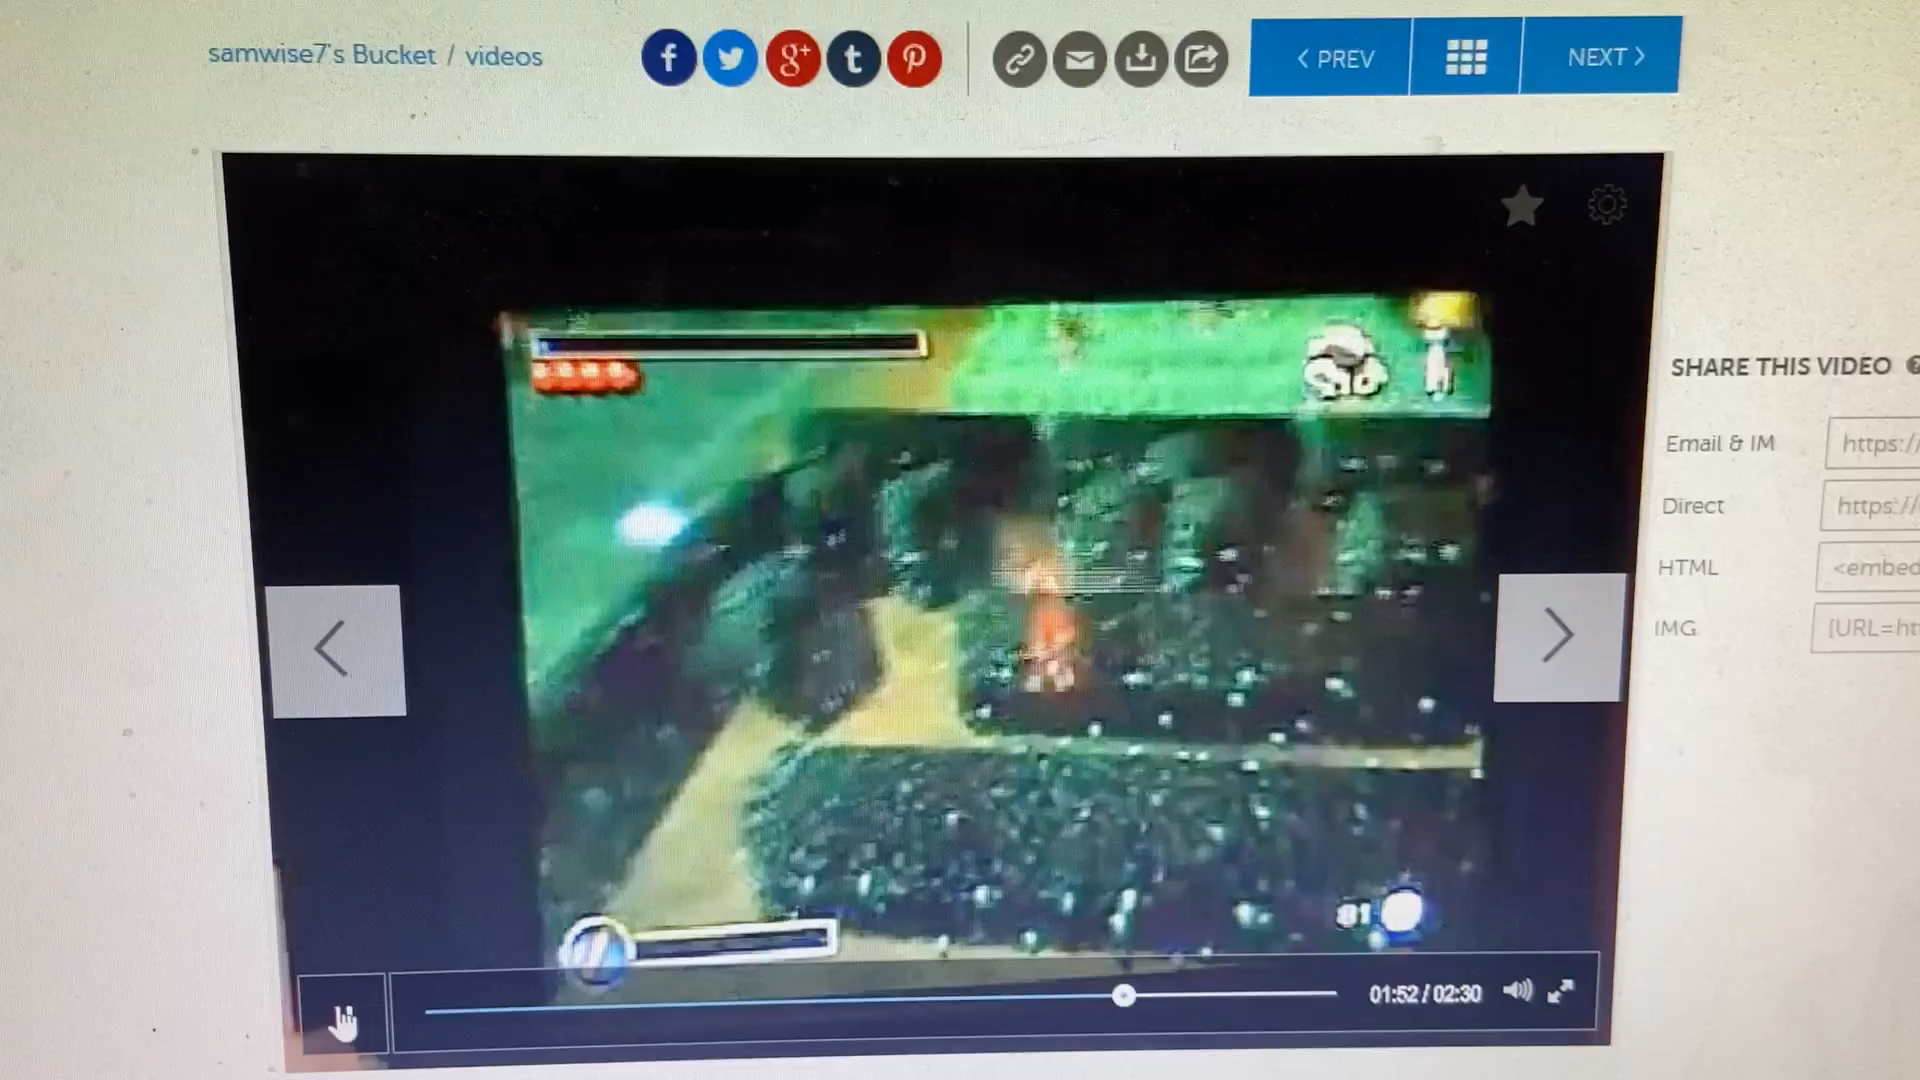 samwise7's Bucket / videos
f g+ t p
< PREV
NEXT >
SHARE THIS VIDEO
Email & IM https:/
Direct https:/
HTML <embed
IMG [URL=ht
81
01:52 / 02:30